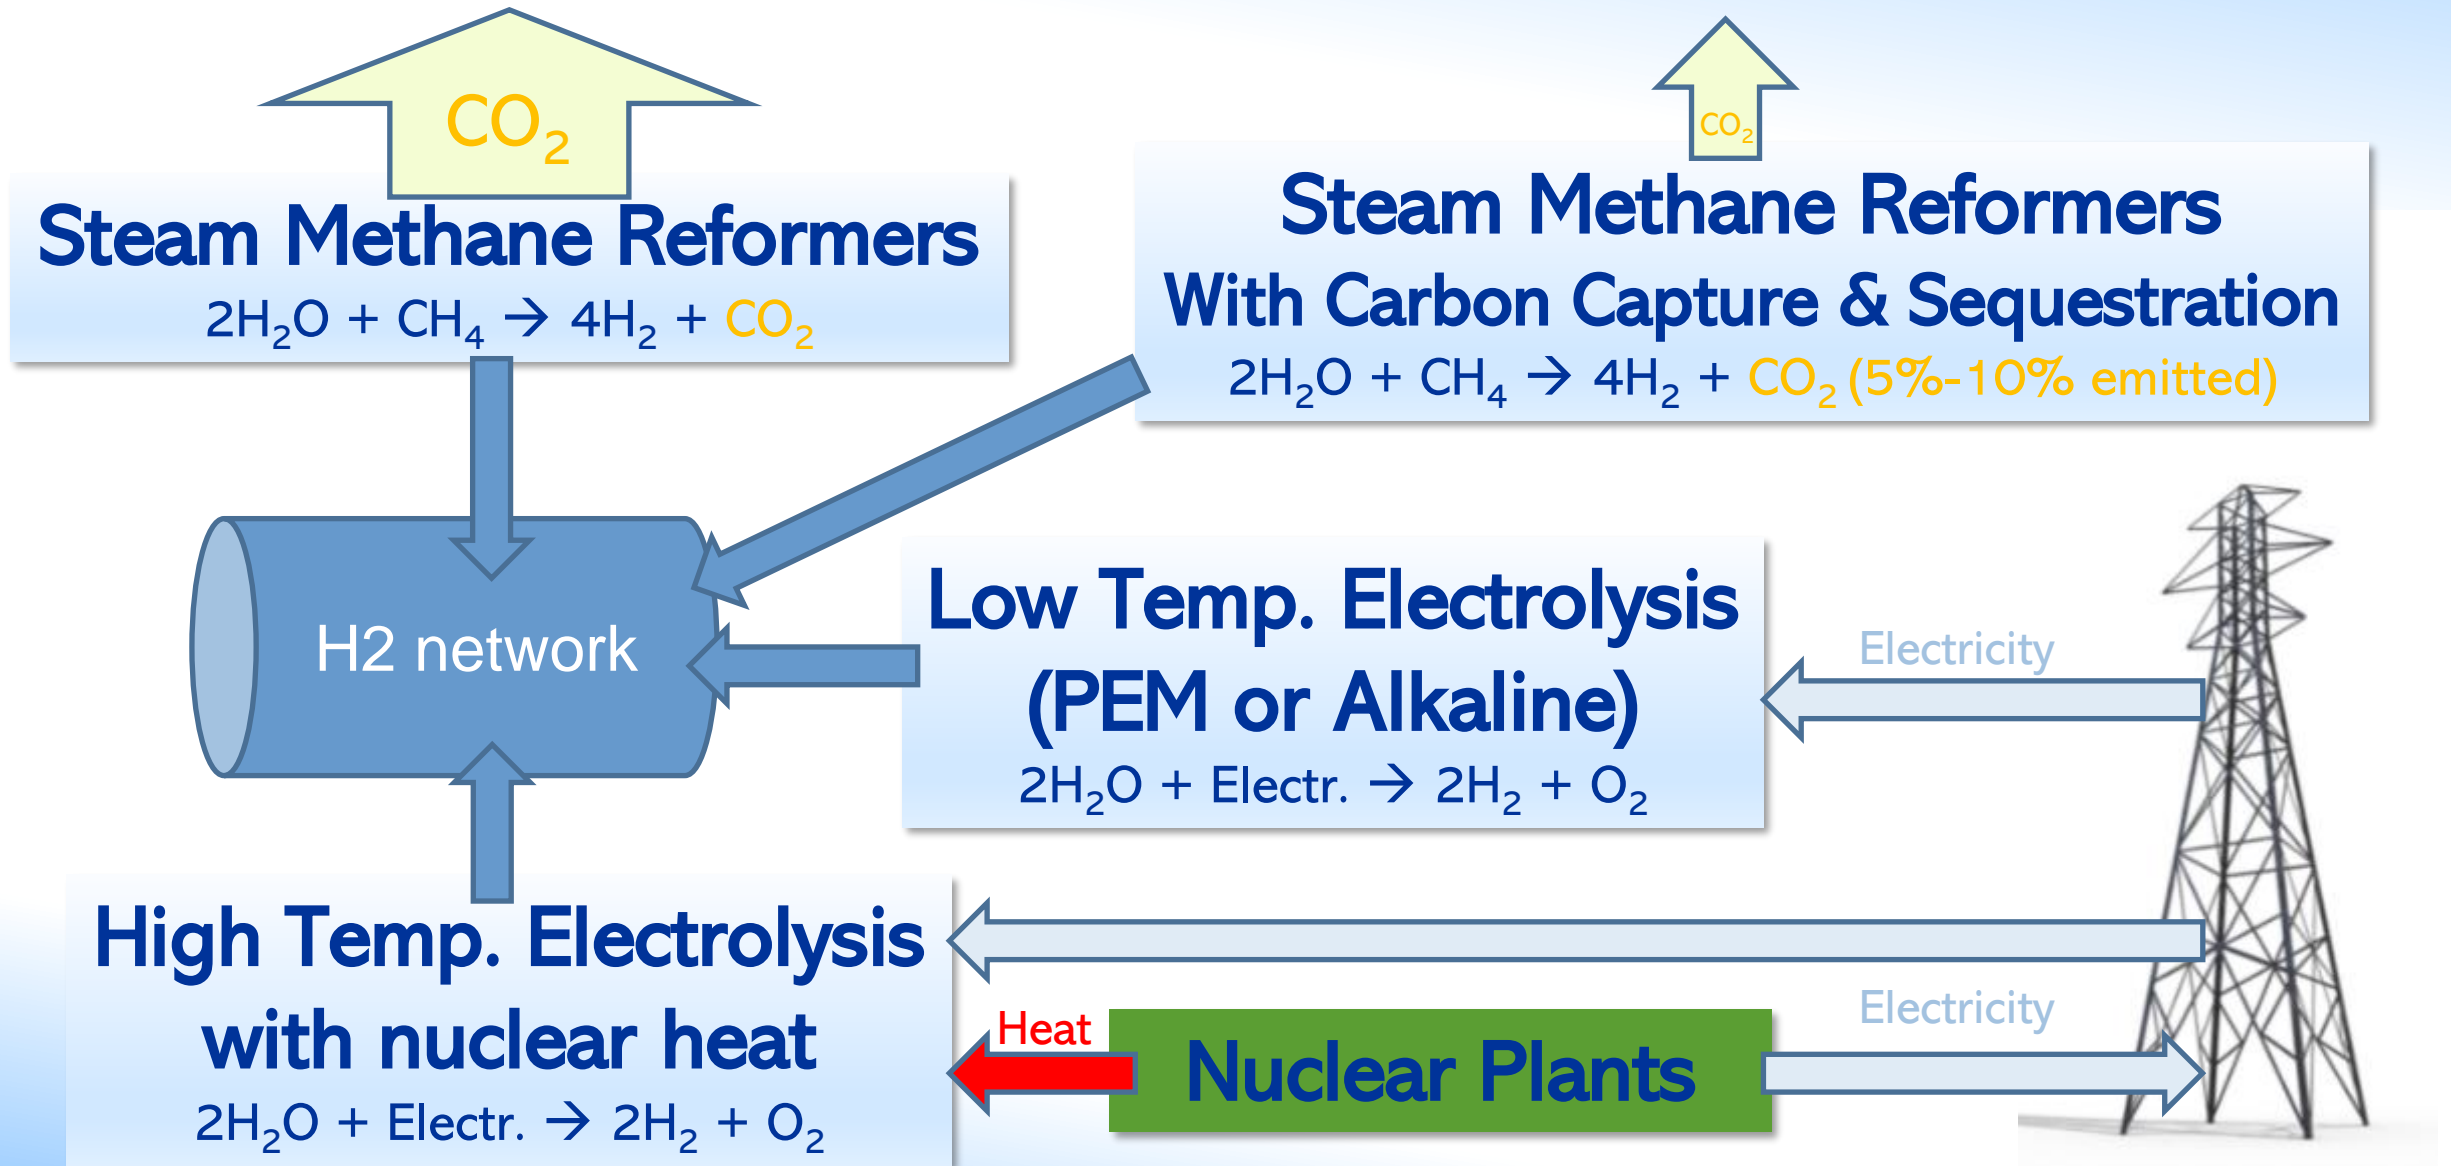 CO₂
Steam Methane Reformers
2H₂O + CH₄ → 4H₂ + CO₂
CO₂
Steam Methane Reformers
With Carbon Capture & Sequestration
2H₂O + CH₄ → 4H₂ + CO₂ (5%-10% emitted)
H2 network
Low Temp. Electrolysis
(PEM or Alkaline)
2H₂O + Electr. → 2H₂ + O₂
Electricity
High Temp. Electrolysis
with nuclear heat
2H₂O + Electr. → 2H₂ + O₂
Heat
Nuclear Plants
Electricity